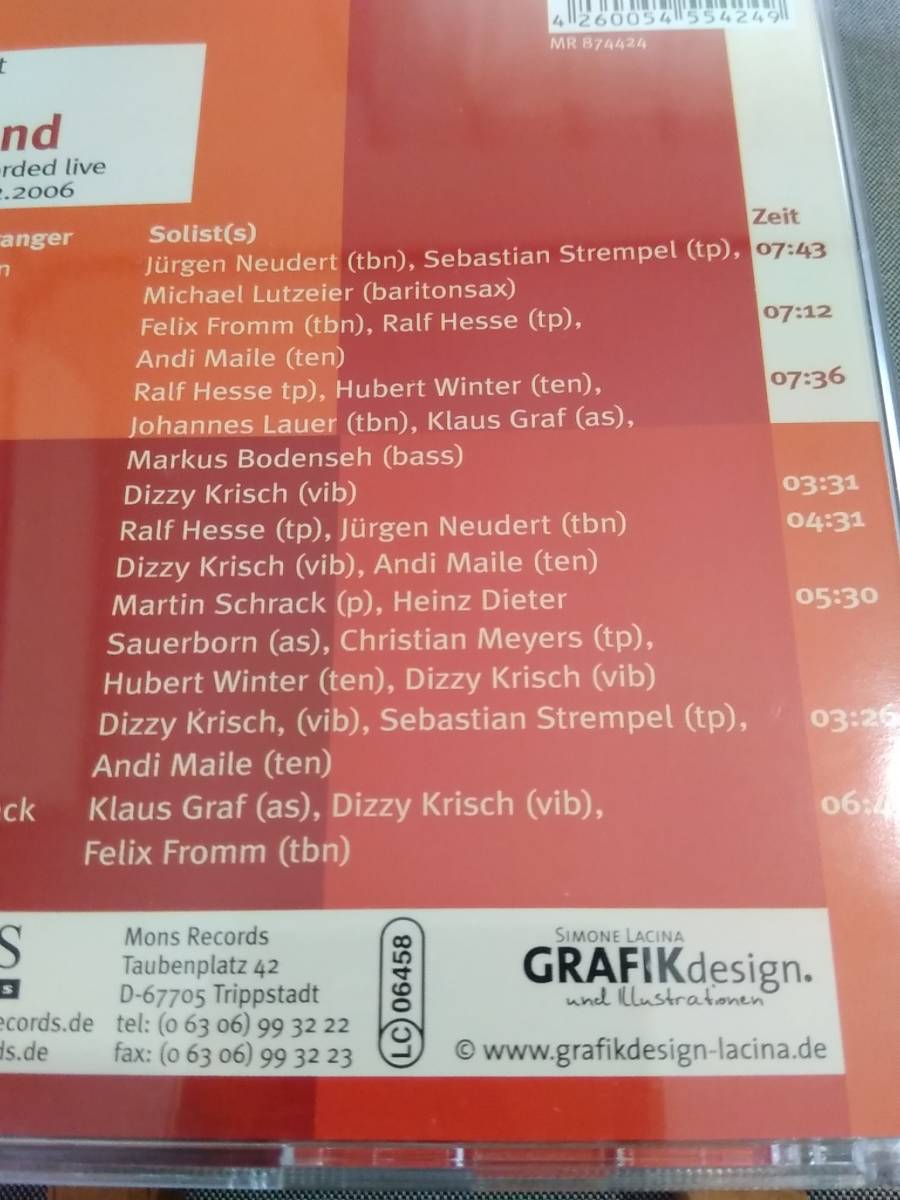 4 260054 554249
MR 874424
t
nd
rded live
2.2006
anger Solist(s) Zeit
n Jürgen Neudert (tbn), Sebastian Strempel (tp), 07:43
Michael Lutzeier (baritonsax)
Felix Fromm (tbn), Ralf Hesse (tp), 07:12
Andi Maile (ten)
Ralf Hesse tp), Hubert Winter (ten), 07:36
Johannes Lauer (tbn), Klaus Graf (as),
Markus Bodenseh (bass)
Dizzy Krisch (vib) 03:31
Ralf Hesse (tp), Jürgen Neudert (tbn) 04:31
Dizzy Krisch (vib), Andi Maile (ten)
Martin Schrack (p), Heinz Dieter 05:30
Sauerborn (as), Christian Meyers (tp),
Hubert Winter (ten), Dizzy Krisch (vib)
Dizzy Krisch, (vib), Sebastian Strempel (tp), 03:26
Andi Maile (ten)
ck Klaus Graf (as), Dizzy Krisch (vib), 06:4
Felix Fromm (tbn)
S
s
Mons Records
Taubenplatz 42
D-67705 Trippstadt
ecords.de tel: (0 63 06) 99 32 22
ds.de fax: (0 63 06) 99 32 23
LC 06458
SIMONE LACINA
GRAFIKdesign.
und Illustrationen
© www.grafikdesign-lacina.de